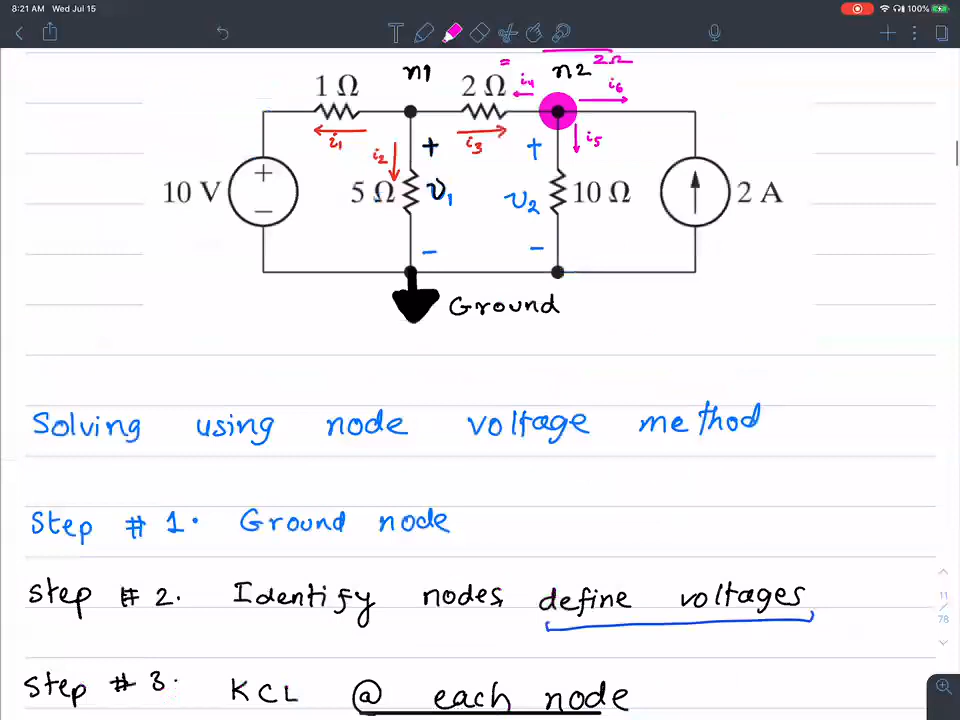 8:21 AM Wed Jul 15
100%
n1
n2
2Ω
1 Ω
2 Ω
i4
i6
i1
i2
i3
i5
+
+
10 V
+
−
5 Ω
v1
v2
10 Ω
2 A
−
−
Ground
Solving using node voltage method
Step # 1. Ground node
Step # 2. Identify nodes, define voltages
Step # 3. KCL @ each node
11
/
78